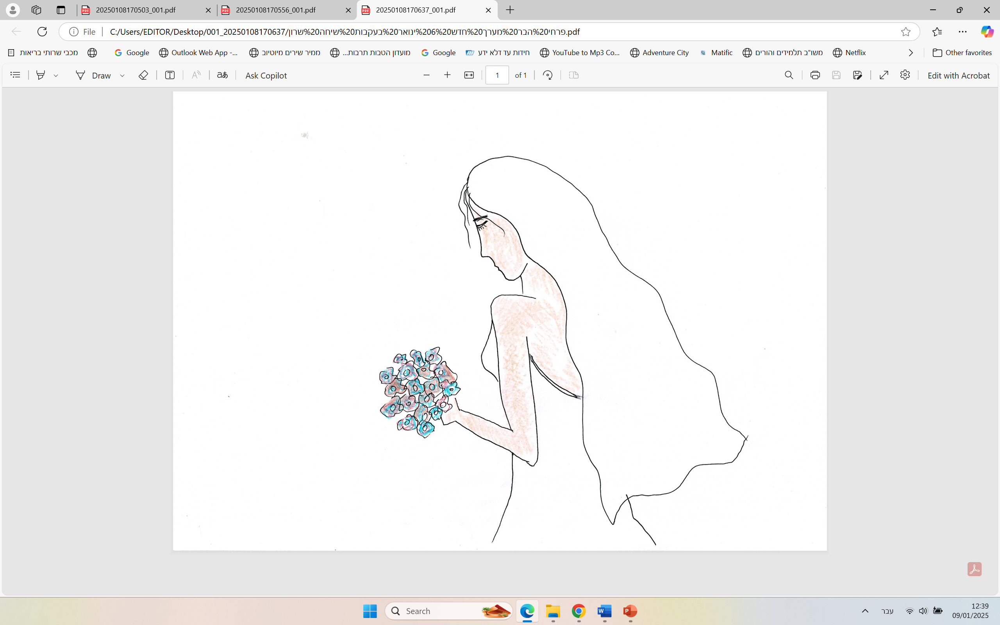 20250108170503_001.pdf
20250108170556_001.pdf
20250108170637_001.pdf
File
C:/Users/EDITOR/Desktop/001_20250108170637/פרחי%20הבר%20מערך%20חדש%206%20ינואר%20בעקבות%20שיחה%20שרון.pdf
מכבי שרותי בריאות
Google
Outlook Web App -...
ממיר שירים מיוטיוב
מועדון הטבות תרבות...
Google
חידות עד דלא ידע
YouTube to Mp3 Co...
Adventure City
Matific
משו"ב תלמידים והורים
Netflix
Other favorites
Draw
aあ
Ask Copilot
1 of 1
Edit with Acrobat
Search
עבר
12:39
09/01/2025